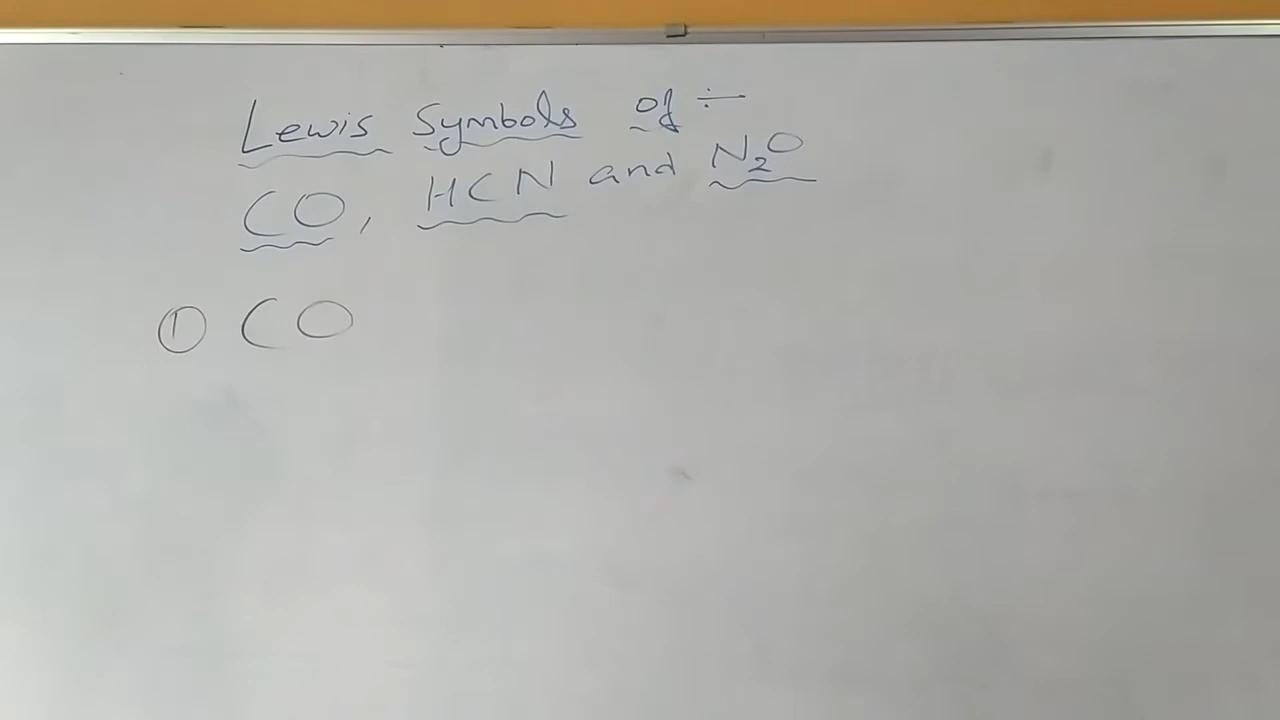 Lewis Symbols of :-
CO, HCN and N₂O
① CO